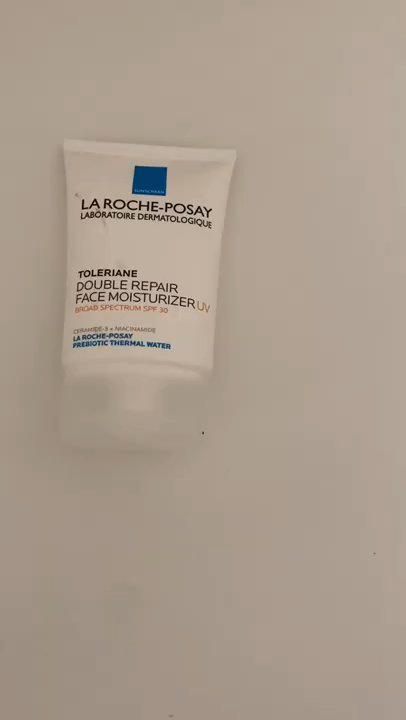 LA ROCHE-POSAY
LABORATOIRE DERMATOLOGIQUE
TOLERIANE
DOUBLE REPAIR
FACE MOISTURIZER UV
BROAD SPECTRUM SPF 30
CERAMIDE-3 + NIACINAMIDE
LA ROCHE-POSAY
PREBIOTIC THERMAL WATER